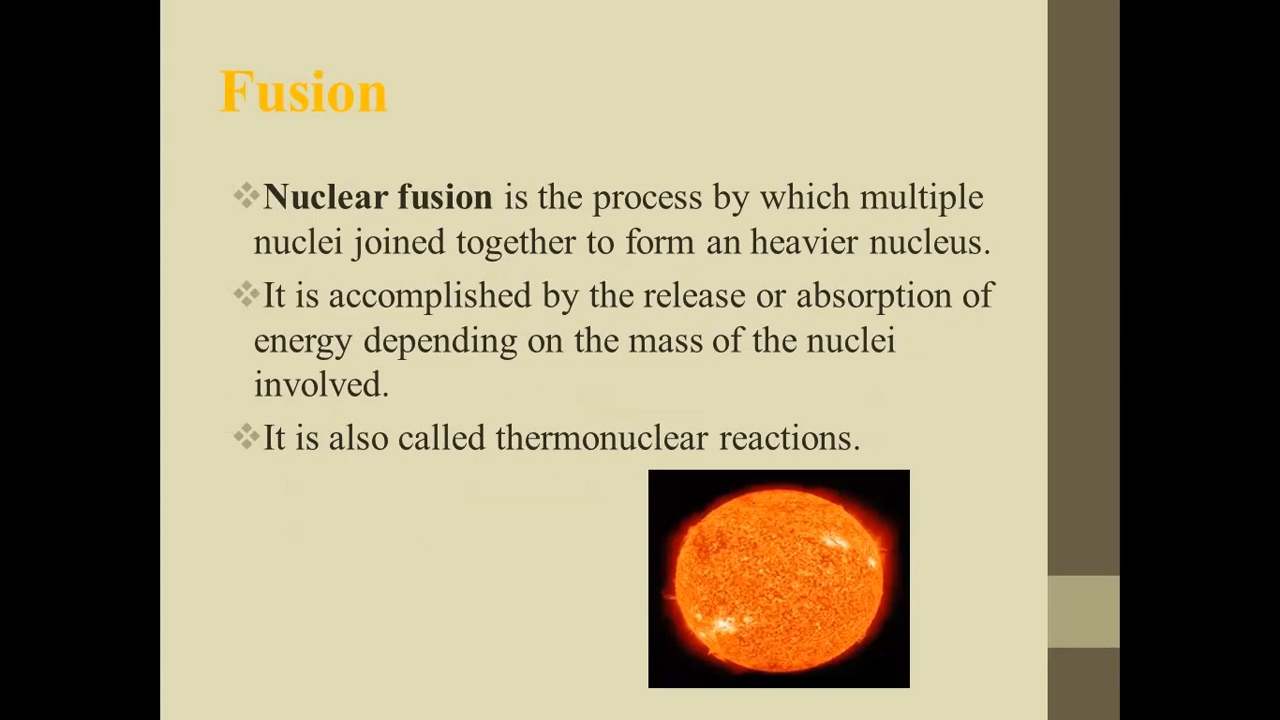 Fusion
❖Nuclear fusion is the process by which multiple
nuclei joined together to form an heavier nucleus.
❖It is accomplished by the release or absorption of
energy depending on the mass of the nuclei
involved.
❖It is also called thermonuclear reactions.